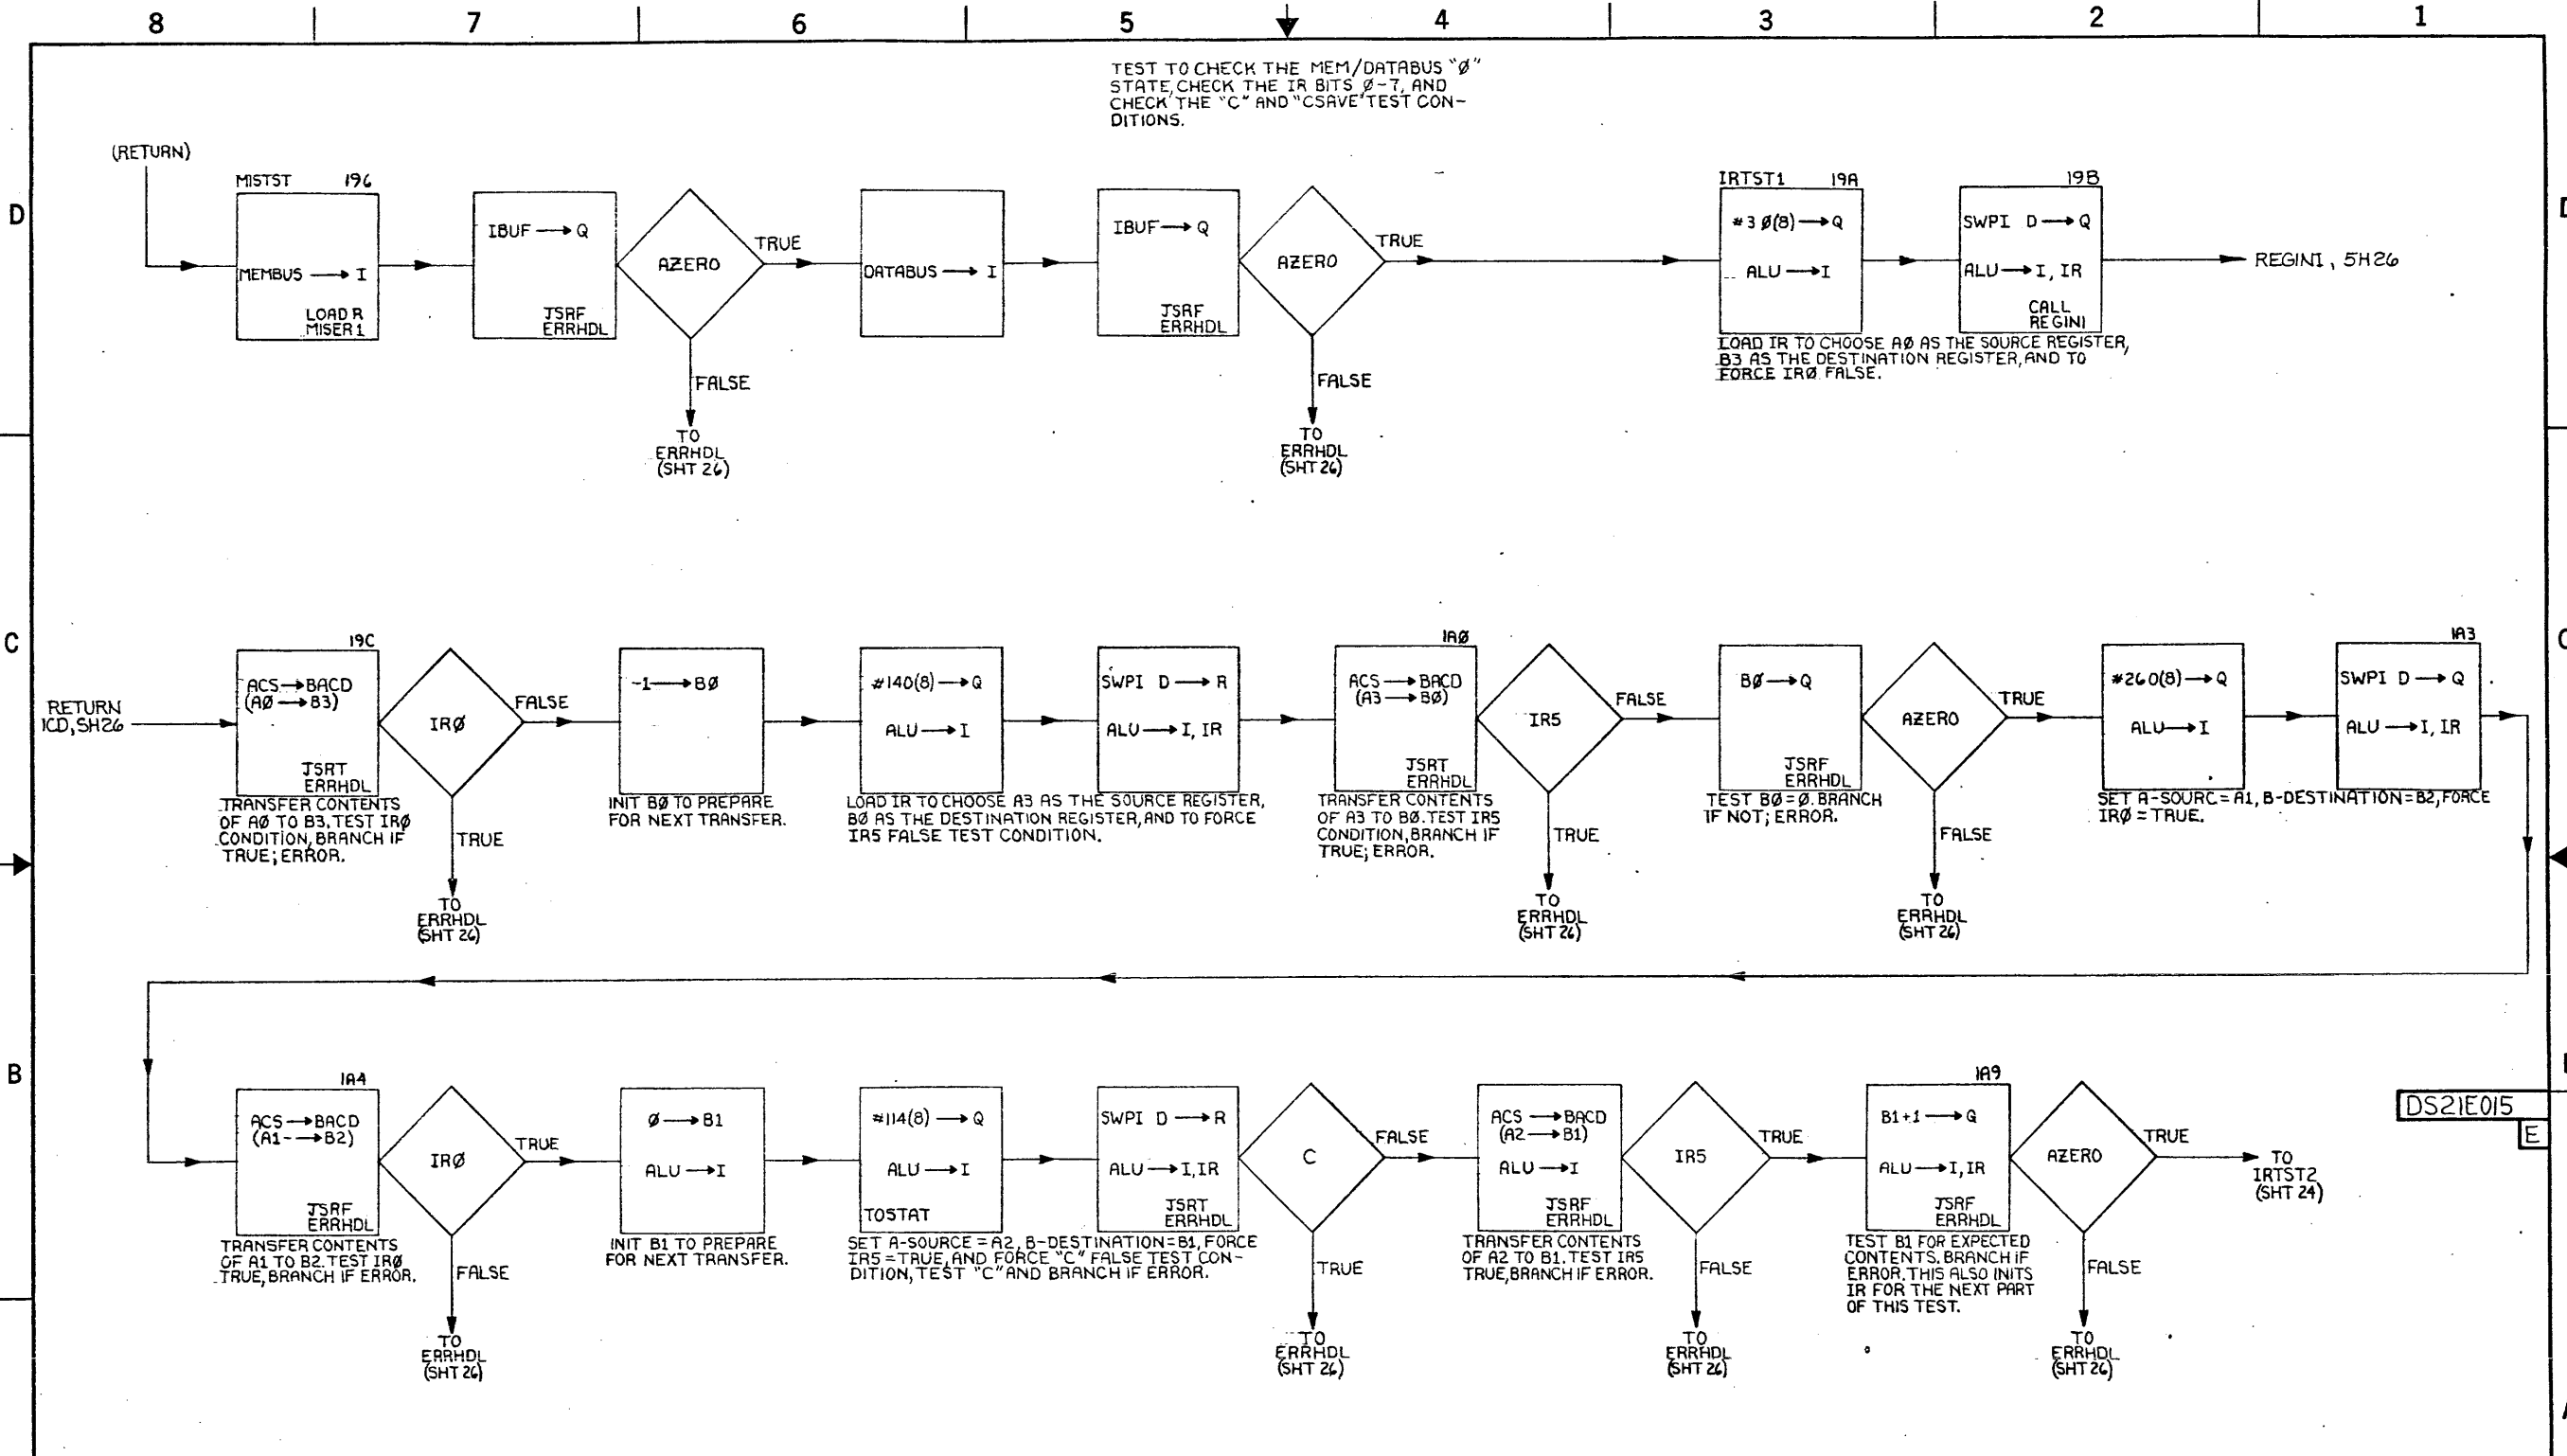 8 7 6 5 4 3 2 1
TEST TO CHECK THE MEM/DATABUS "Ø"
STATE, CHECK THE IR BITS Ø-7, AND
CHECK THE "C" AND "CSAVE" TEST CON-
DITIONS.
(RETURN)
D
MISTST 196
MEMBUS → I
LOAD R
MISER1
IBUF → Q
JSRF
ERRHDL
AZERO
TRUE
FALSE
TO
ERRHDL
(SHT 26)
DATABUS → I
IBUF → Q
JSRF
ERRHDL
AZERO
TRUE
FALSE
TO
ERRHDL
(SHT 26)
IRTST1 19A
#3Ø(8) → Q
ALU → I
19B
SWPI D → Q
ALU → I, IR
CALL
REGINI
REGINI, SH26
LOAD IR TO CHOOSE AØ AS THE SOURCE REGISTER,
B3 AS THE DESTINATION REGISTER, AND TO
FORCE IRØ FALSE.
C
RETURN
1CD, SH26
19C
ACS → BACD
(AØ → B3)
JSRT
ERRHDL
TRANSFER CONTENTS
OF AØ TO B3. TEST IRØ
CONDITION, BRANCH IF
TRUE; ERROR.
IRØ
FALSE
TRUE
TO
ERRHDL
(SHT 26)
-1 → BØ
INIT BØ TO PREPARE
FOR NEXT TRANSFER.
#140(8) → Q
ALU → I
SWPI D → R
ALU → I, IR
LOAD IR TO CHOOSE A3 AS THE SOURCE REGISTER,
BØ AS THE DESTINATION REGISTER, AND TO FORCE
IR5 FALSE TEST CONDITION.
1AØ
ACS → BACD
(A3 → BØ)
JSRT
ERRHDL
TRANSFER CONTENTS
OF A3 TO BØ. TEST IR5
CONDITION, BRANCH IF
TRUE; ERROR.
IR5
FALSE
TRUE
TO
ERRHDL
(SHT 26)
BØ → Q
JSRF
ERRHDL
TEST BØ=Ø. BRANCH
IF NOT; ERROR.
AZERO
TRUE
FALSE
TO
ERRHDL
(SHT 26)
#260(8) → Q
ALU → I
1A3
SWPI D → Q
ALU → I, IR
SET A-SOURC=A1, B-DESTINATION=B2, FORCE
IRØ=TRUE.
B
1A4
ACS → BACD
(A1 → B2)
JSRF
ERRHDL
TRANSFER CONTENTS
OF A1 TO B2. TEST IRØ
TRUE, BRANCH IF ERROR.
IRØ
TRUE
FALSE
TO
ERRHDL
(SHT 26)
Ø → B1
ALU → I
INIT B1 TO PREPARE
FOR NEXT TRANSFER.
#114(8) → Q
ALU → I
TOSTAT
SWPI D → R
ALU → I, IR
JSRT
ERRHDL
SET A-SOURCE=A2, B-DESTINATION=B1, FORCE
IR5=TRUE, AND FORCE "C" FALSE TEST CON-
DITION, TEST "C" AND BRANCH IF ERROR.
C
FALSE
TRUE
TO
ERRHDL
(SHT 26)
ACS → BACD
(A2 → B1)
ALU → I
JSRF
ERRHDL
TRANSFER CONTENTS
OF A2 TO B1. TEST IR5
TRUE, BRANCH IF ERROR.
IR5
TRUE
FALSE
TO
ERRHDL
(SHT 26)
1A9
B1+1 → Q
ALU → I, IR
JSRF
ERRHDL
TEST B1 FOR EXPECTED
CONTENTS. BRANCH IF
ERROR. THIS ALSO INITS
IR FOR THE NEXT PART
OF THIS TEST.
AZERO
TRUE
FALSE
TO
ERRHDL
(SHT 26)
TO
IRTST2
(SHT 24)
DS21E015
E